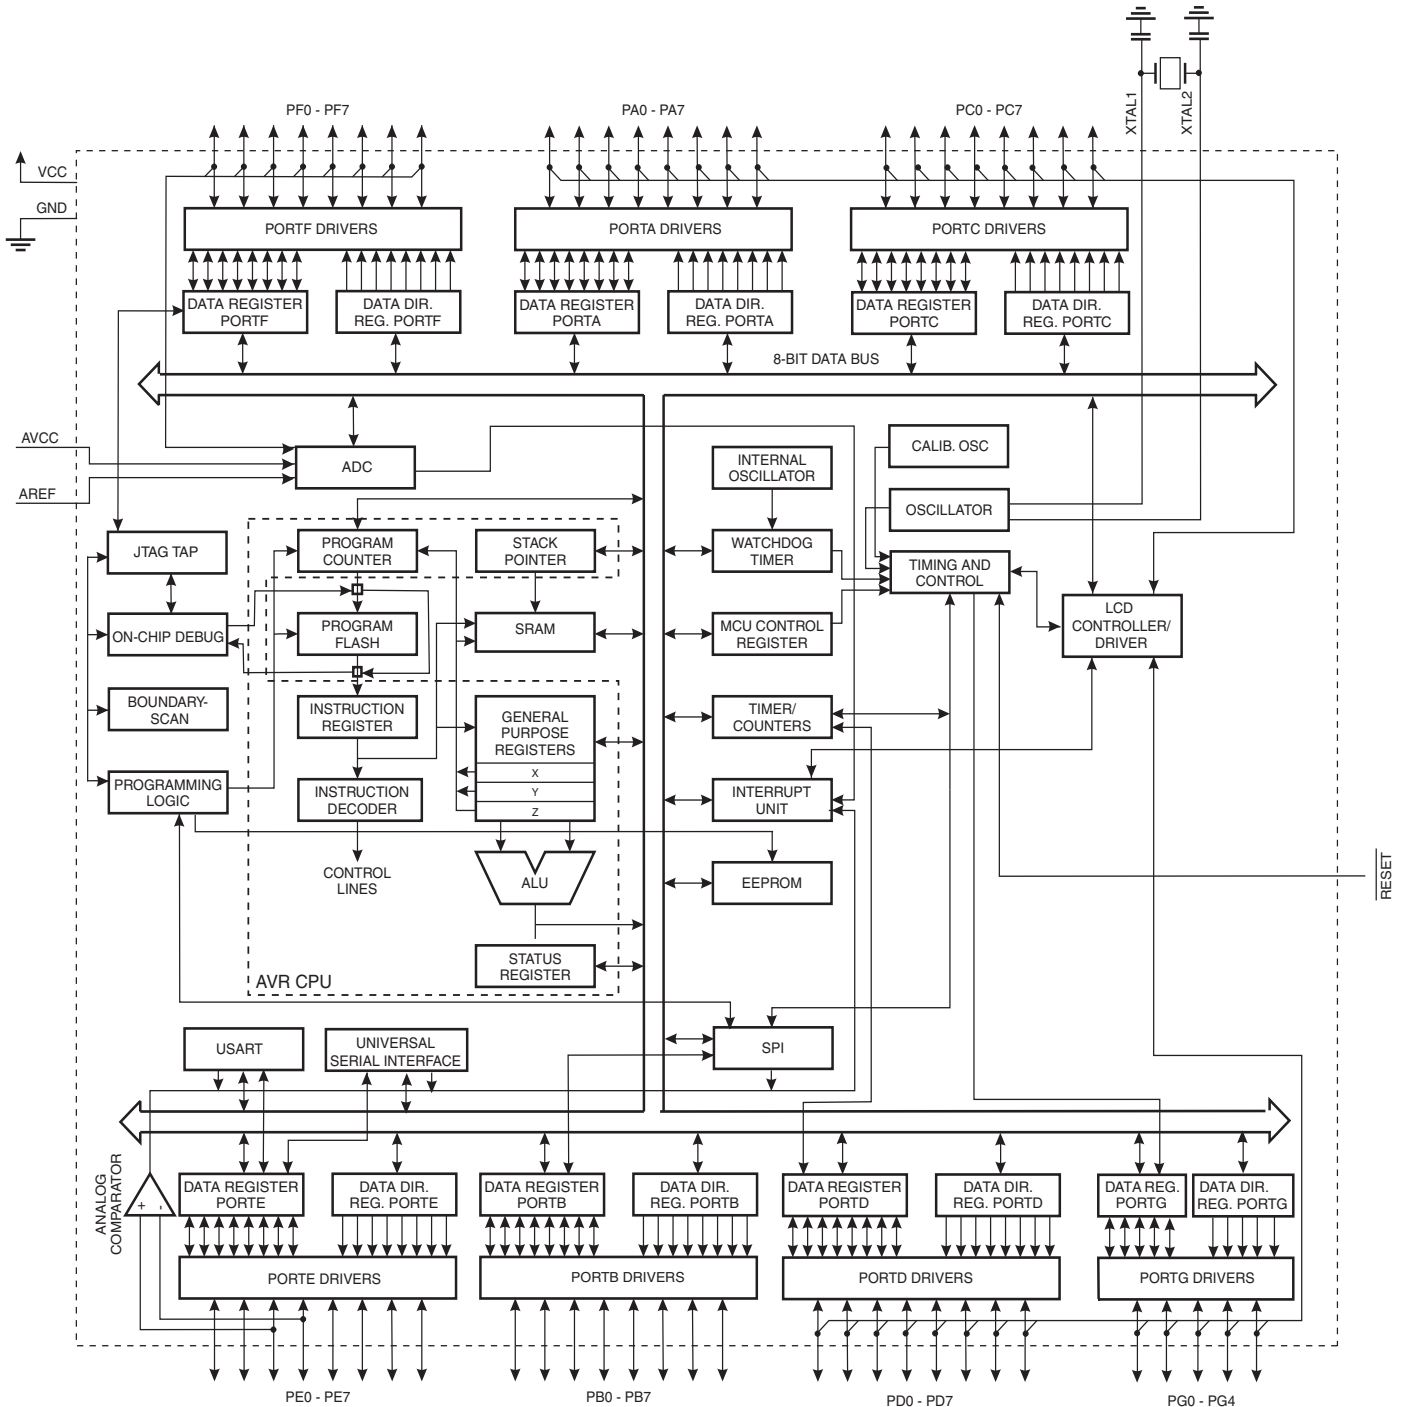 XTAL1
XTAL2
PF0 - PF7
PA0 - PA7
PC0 - PC7
VCC
GND
PORTF DRIVERS
PORTA DRIVERS
PORTC DRIVERS
DATA REGISTER
PORTF
DATA DIR.
REG. PORTF
DATA REGISTER
PORTA
DATA DIR.
REG. PORTA
DATA REGISTER
PORTC
DATA DIR.
REG. PORTC
8-BIT DATA BUS
AVCC
AREF
ADC
INTERNAL
OSCILLATOR
CALIB. OSC
OSCILLATOR
JTAG TAP
PROGRAM
COUNTER
STACK
POINTER
WATCHDOG
TIMER
TIMING AND
CONTROL
ON-CHIP DEBUG
PROGRAM
FLASH
SRAM
MCU CONTROL
REGISTER
LCD
CONTROLLER/
DRIVER
BOUNDARY-
SCAN
INSTRUCTION
REGISTER
GENERAL
PURPOSE
REGISTERS
X
Y
Z
TIMER/
COUNTERS
PROGRAMMING
LOGIC
INSTRUCTION
DECODER
INTERRUPT
UNIT
CONTROL
LINES
ALU
EEPROM
RESET
STATUS
REGISTER
AVR CPU
USART
UNIVERSAL
SERIAL INTERFACE
SPI
ANALOG
COMPARATOR
+
-
DATA REGISTER
PORTE
DATA DIR.
REG. PORTE
DATA REGISTER
PORTB
DATA DIR.
REG. PORTB
DATA REGISTER
PORTD
DATA DIR.
REG. PORTD
DATA REG.
PORTG
DATA DIR.
REG. PORTG
PORTE DRIVERS
PORTB DRIVERS
PORTD DRIVERS
PORTG DRIVERS
PE0 - PE7
PB0 - PB7
PD0 - PD7
PG0 - PG4